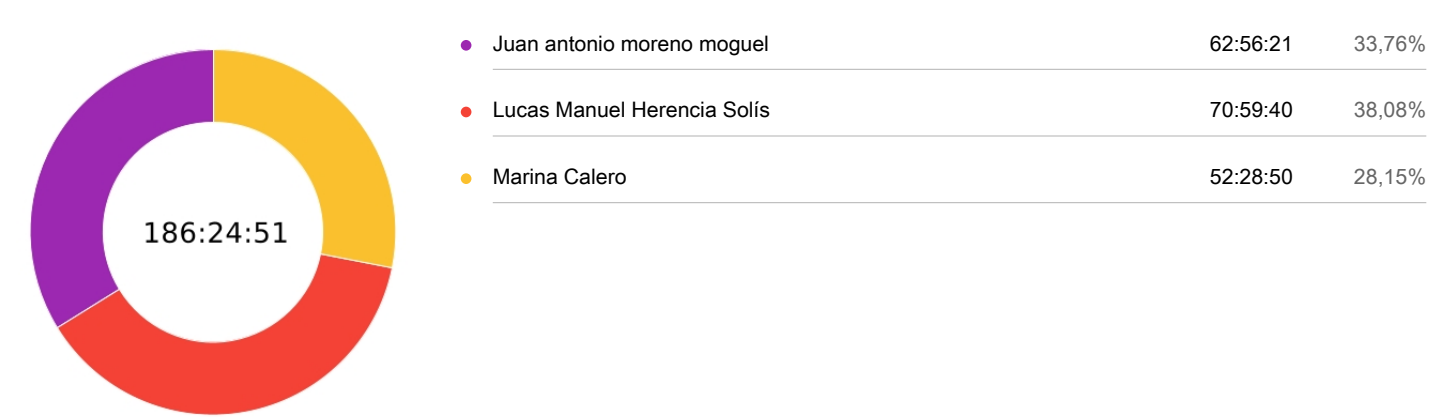 Juan antonio moreno moguel 62:56:21 33,76%
Lucas Manuel Herencia Solís 70:59:40 38,08%
Marina Calero 52:28:50 28,15%
186:24:51